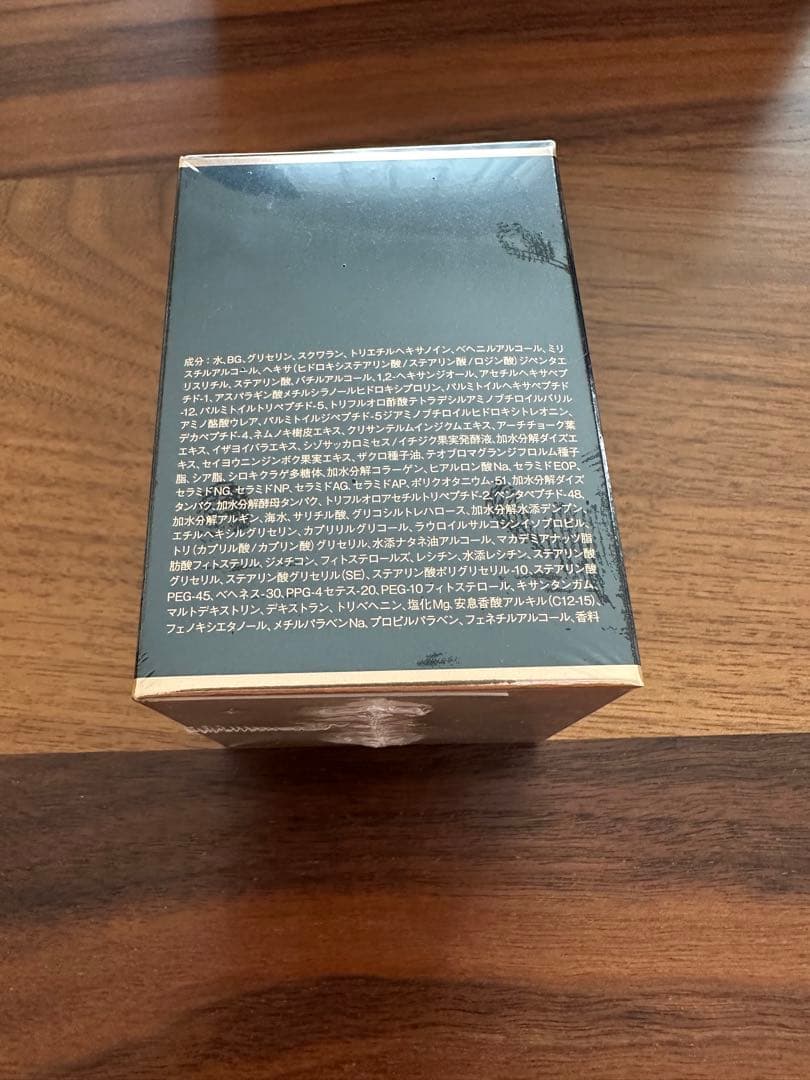 成分:水、BG、グリセリン、スクワラン、トリエチルヘキサノイン、ベヘニルアルコール、ミリ
スチルアルコール、ヘキサ(ヒドロキシステアリン酸/ステアリン酸/ロジン酸)ジペンタエ
リスリチル、ステアリン酸、バチルアルコール、1,2-ヘキサンジオール、アセチルヘキサペプ
チド-1、アスパラギン酸メチルシラノールヒドロキシプロリン、パルミトイルヘキサペプチド
-12、パルミトイルトリペプチド-5、トリフルオロ酢酸テトラデシルアミノブチロイルバリル
アミノ酪酸ウレア、パルミトイルジペプチド-5ジアミノブチロイルヒドロキシトレオニン、
デカペプチド-4、ネムノキ樹皮エキス、クリサンテルムインジクムエキス、アーチチョーク葉
エキス、イザヨイバラエキス、シゾサッカロミセス/イチジク果実発酵液、加水分解ダイズエ
キス、セイヨウニンジンボク果実エキス、ザクロ種子油、テオブロマグランジフロルム種子
脂、シア脂、シロキクラゲ多糖体、加水分解コラーゲン、ヒアルロン酸Na、セラミドEOP、
セラミドNG、セラミドNP、セラミドAG、セラミドAP、ポリクオタニウム-51、加水分解ダイズ
タンパク、加水分解酵母タンパク、トリフルオロアセチルトリペプチド-2、ペンタペプチド-48、
加水分解アルギン、海水、サリチル酸、グリコシルトレハロース、加水分解水添デンプン、
エチルヘキシルグリセリン、カプリリルグリコール、ラウロイルサルコシンイソプロピル、
トリ(カプリル酸/カプリン酸)グリセリル、水添ナタネ油アルコール、マカデミアナッツ脂
肪酸フィトステリル、ジメチコン、フィトステロールズ、レシチン、水添レシチン、ステアリン酸
グリセリル、ステアリン酸グリセリル(SE)、ステアリン酸ポリグリセリル-10、ステアリン酸
PEG-45、ベヘネス-30、PPG-4セテス-20、PEG-10フィトステロール、キサンタンガム、
マルトデキストリン、デキストラン、トリベヘニン、塩化Mg、安息香酸アルキル(C12-15)、
フェノキシエタノール、メチルパラベンNa、プロピルパラベン、フェネチルアルコール、香料